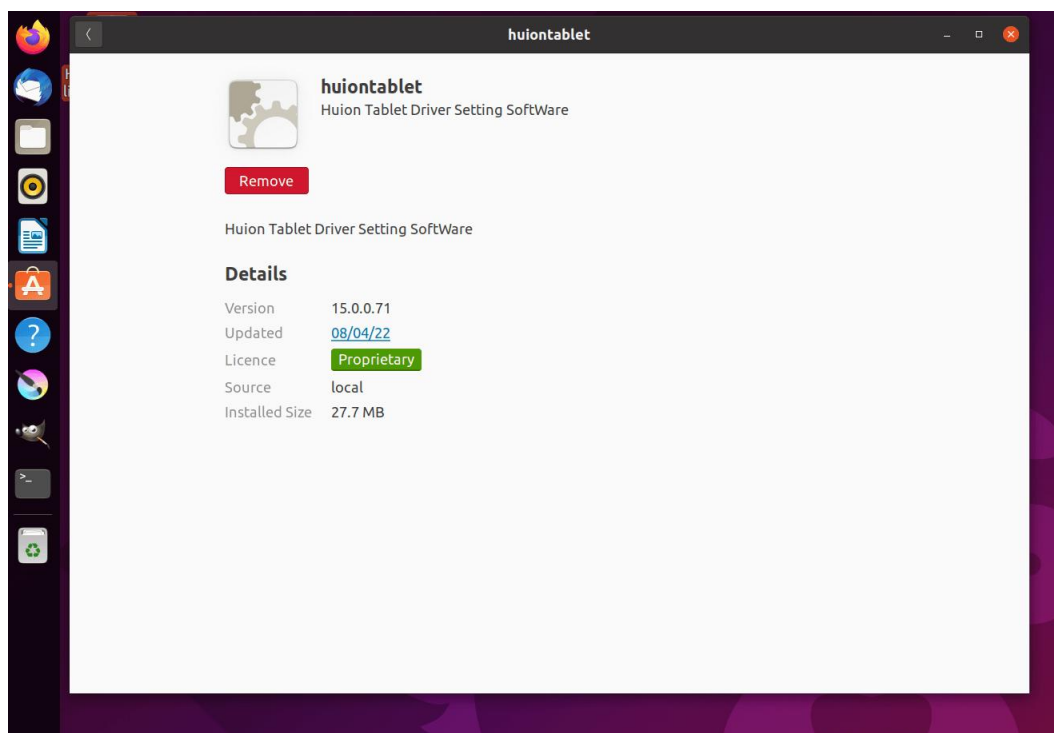 huiontablet
huiontablet
Huion Tablet Driver Setting SoftWare
Remove
Huion Tablet Driver Setting SoftWare
Details
Version 15.0.0.71
Updated 08/04/22
Licence Proprietary
Source local
Installed Size 27.7 MB